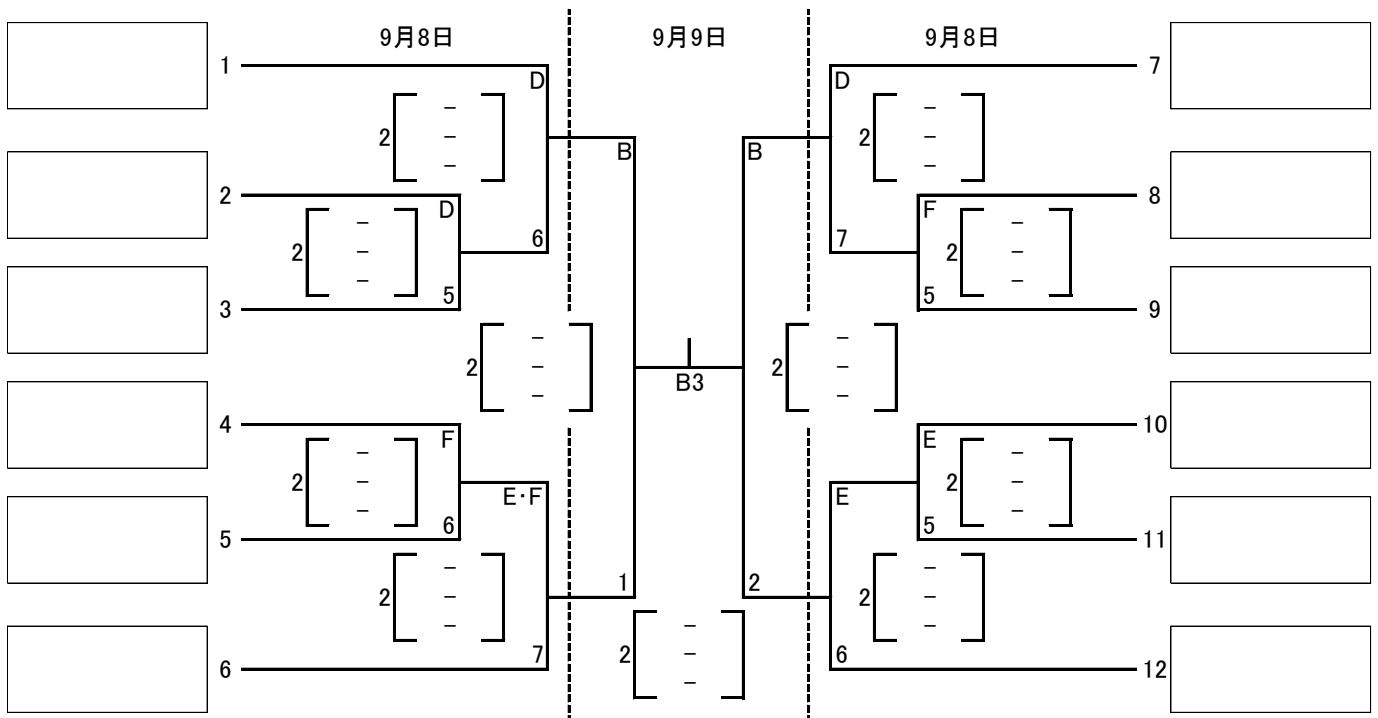 9月8日 9月9日 9月8日
1 D D 7
2 - - - B B 2 - - -
2 D 6 7 F 8
2 - - - 2 - - -
3 5 5 9
2 - - - B3 2 - - -
4 F E 10
2 - - - E・F E 2 - - -
5 6 5 11
2 - - - 1 2 2 - - -
6 7 2 - - - 6 12